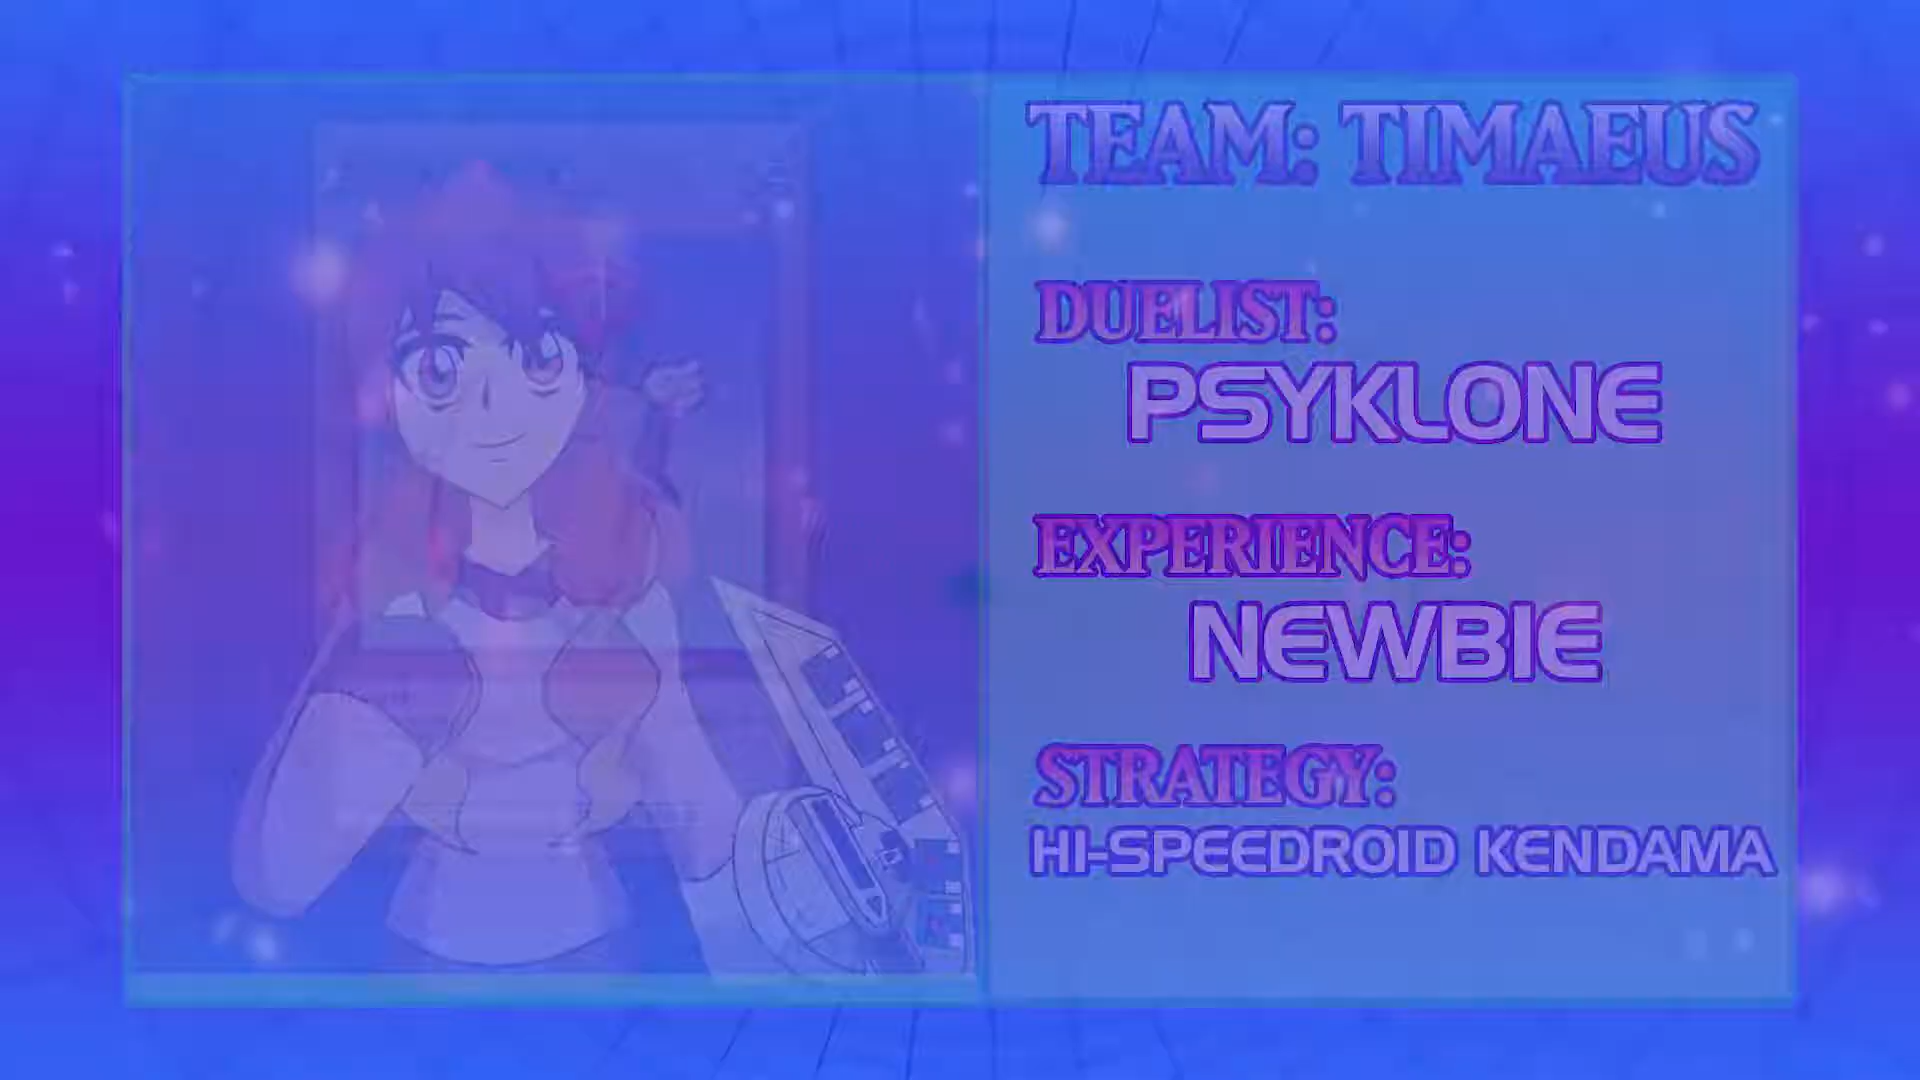 TEAM: TIMAEUS
DUELIST:
PSYKLONE
EXPERIENCE:
NEWBIE
STRATEGY:
HI-SPEEDROID KENDAMA